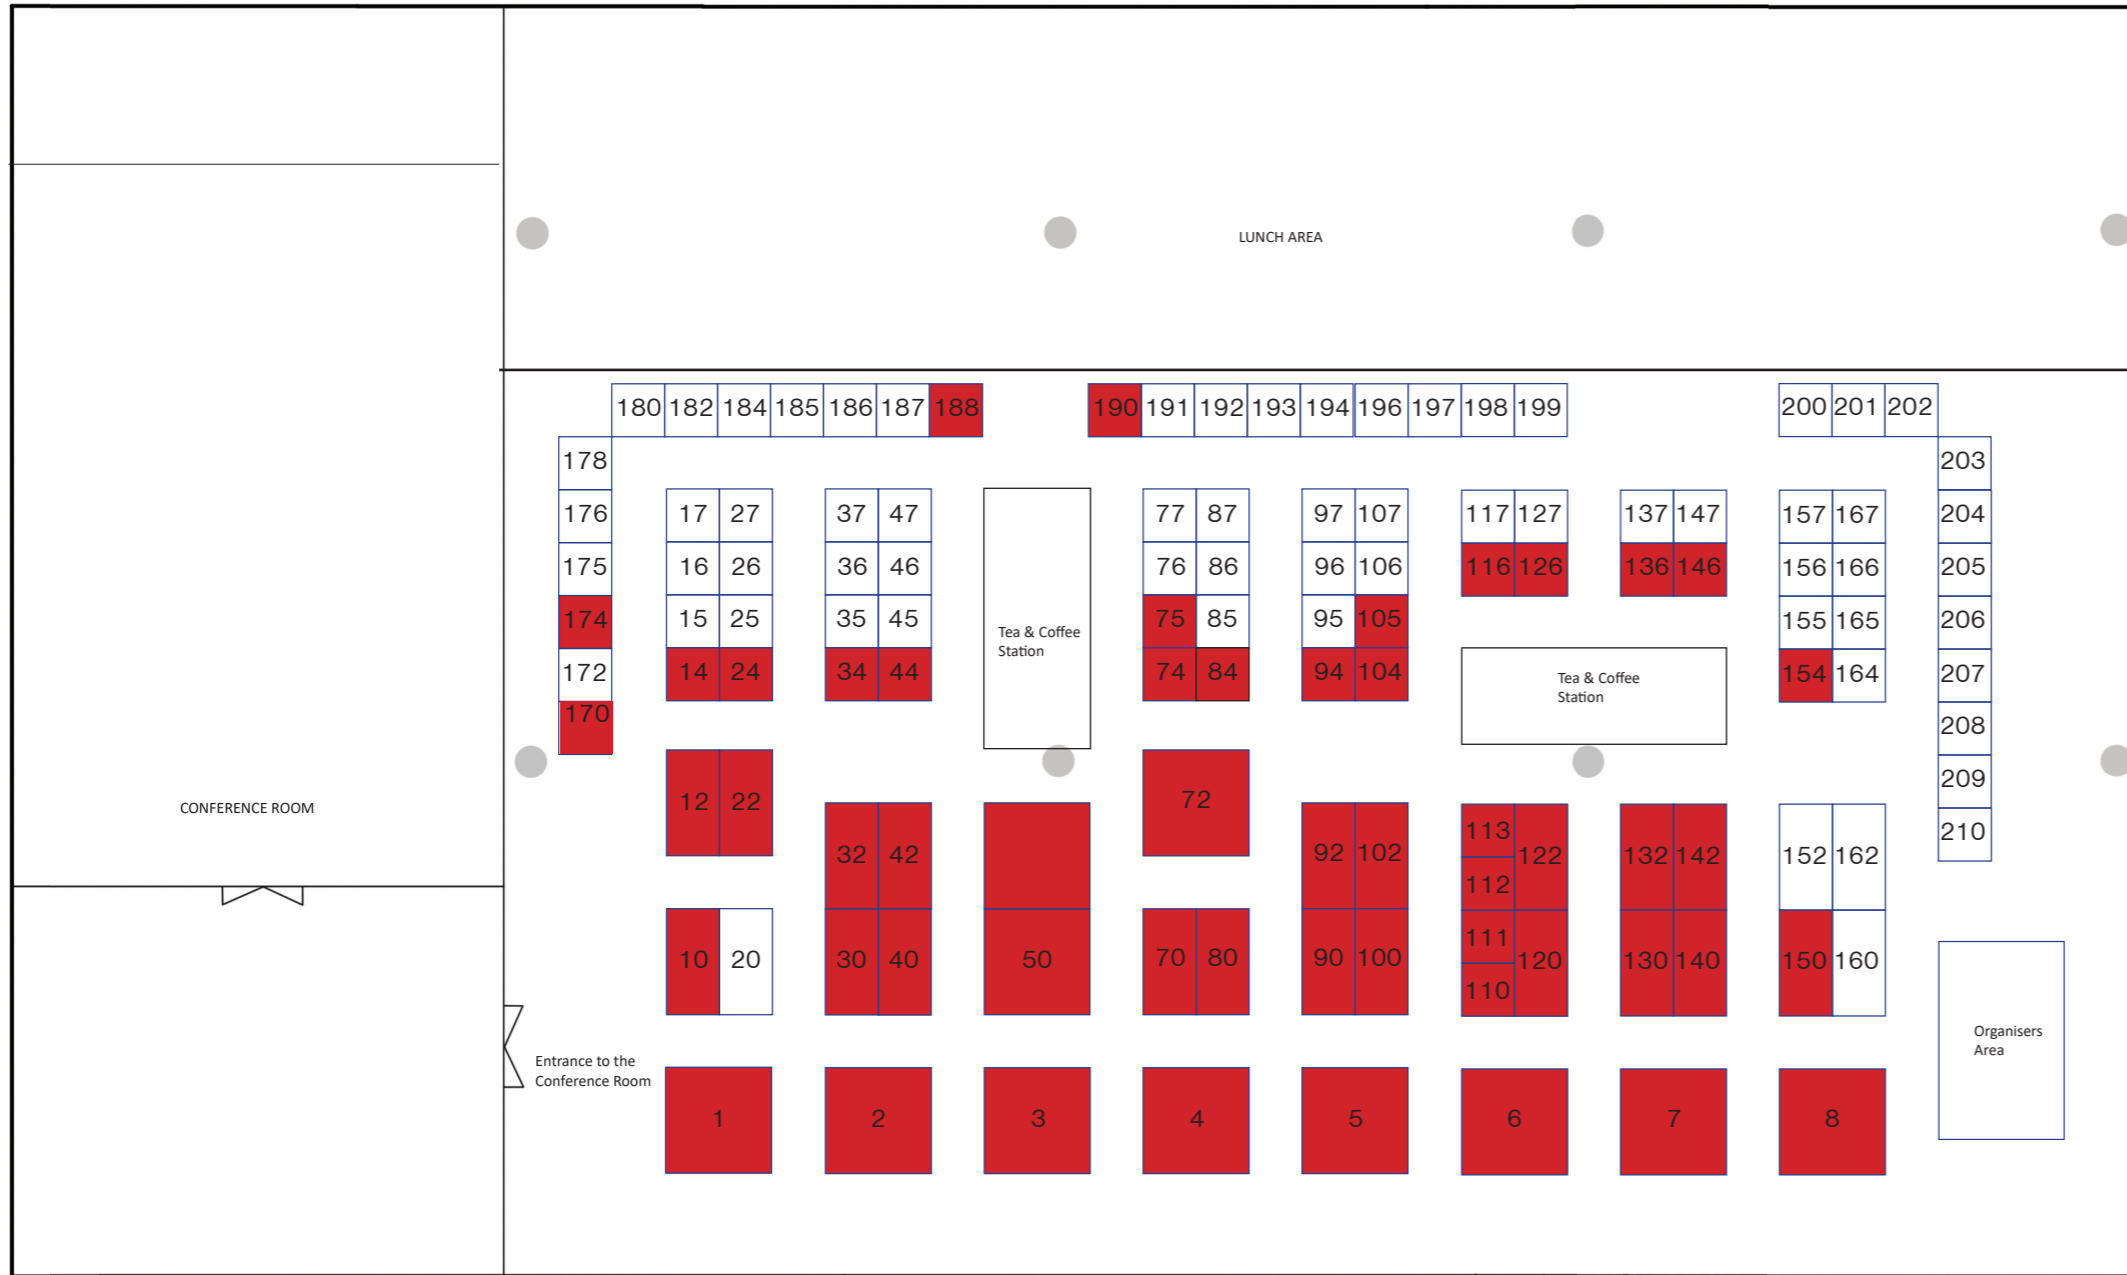 LUNCH AREA
180 182 184 185 186 187 188 190 191 192 193 194 196 197 198 199 200 201 202
178 203
176 17 27 37 47 77 87 97 107 117 127 137 147 157 167 204
175 16 26 36 46 76 86 96 106 116 126 136 146 156 166 205
174 15 25 35 45 75 85 95 105 155 165 206
Tea & Coffee
Station
172 14 24 34 44 74 84 94 104 154 164 207
Tea & Coffee
Station
170 208
209
12 22 72
CONFERENCE ROOM
113 210
32 42 92 102 122 132 142 152 162
112
111
10 20 30 40 50 70 80 90 100 120 130 140 150 160
110
Organisers
Area
Entrance to the
Conference Room
1 2 3 4 5 6 7 8